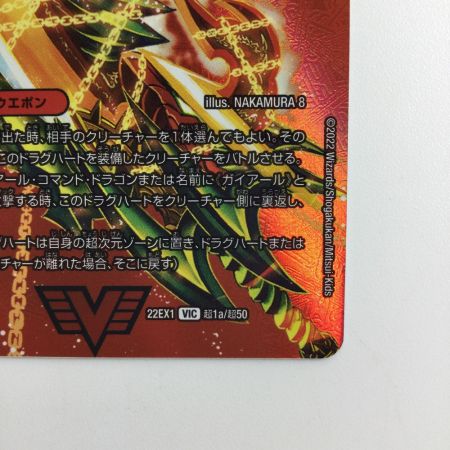 ウエポン
illus. NAKAMURA 8
出た時、相手のクリーチャーを1体選んでもよい。その
このドラグハートを装備したクリーチャーをバトルさせる。
アール・コマンド・ドラゴンまたは名前に《ガイアール》と
撃する時、このドラグハートをクリーチャー側に裏返し、
ハートは自身の超次元ゾーンに置き、ドラグハートまたは
チャーが離れた場合、そこに戻す）
22EX1 VIC 超1a/超50
©2022 Wizards/Shogakukan/Mitsui-Kids